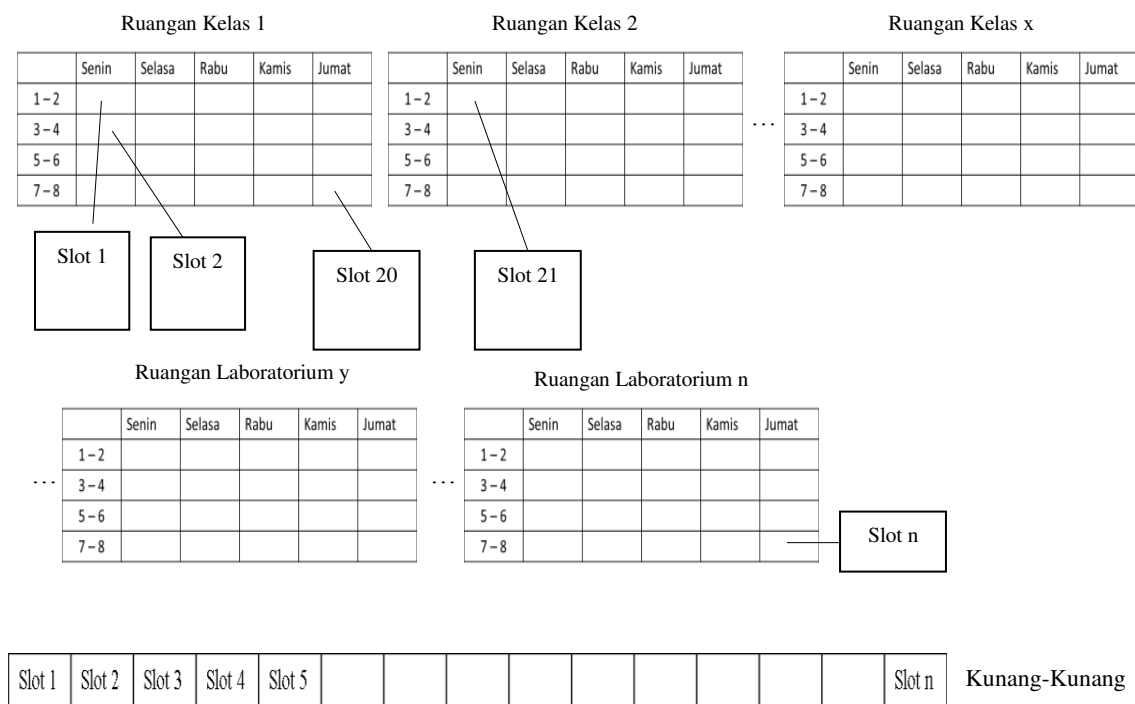 Ruangan Kelas 1 Ruangan Kelas 2 Ruangan Kelas x
Senin Selasa Rabu Kamis Jumat Senin Selasa Rabu Kamis Jumat Senin Selasa Rabu Kamis Jumat
1 – 2 1 – 2 1 – 2
3 – 4 3 – 4 ... 3 – 4
5 – 6 5 – 6 5 – 6
7 – 8 7 – 8 7 – 8
Slot 1 Slot 2 Slot 20 Slot 21
Ruangan Laboratorium y Ruangan Laboratorium n
Senin Selasa Rabu Kamis Jumat Senin Selasa Rabu Kamis Jumat
1 – 2 1 – 2
... 3 – 4 ... 3 – 4
5 – 6 5 – 6
7 – 8 7 – 8 Slot n
Slot 1 Slot 2 Slot 3 Slot 4 Slot 5 Slot n Kunang-Kunang